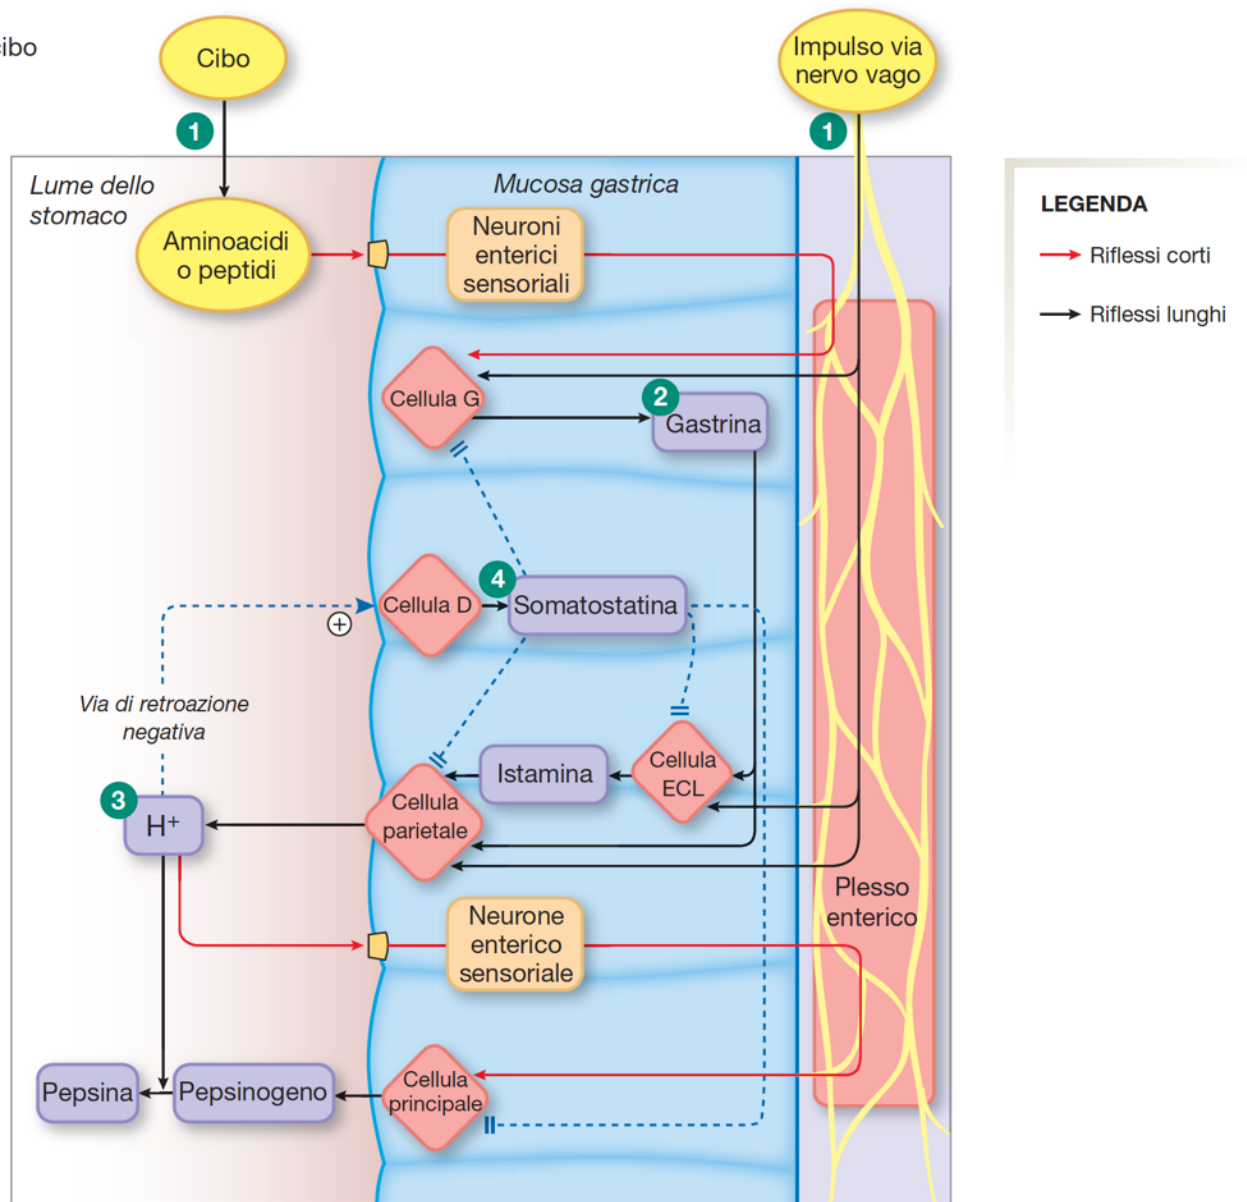 cibo
Cibo
Impulso via
nervo vago
1
1
Lume dello
stomaco
Mucosa gastrica
LEGENDA
Riflessi corti
Riflessi lunghi
Aminoacidi
o peptidi
Neuroni
enterici
sensoriali
Cellula G
2
Gastrina
4
Cellula D
Somatostatina
+
Via di retroazione
negativa
Cellula
ECL
Istamina
3
H+
Cellula
parietale
Plesso
enterico
Neurone
enterico
sensoriale
Cellula
principale
Pepsina
Pepsinogeno